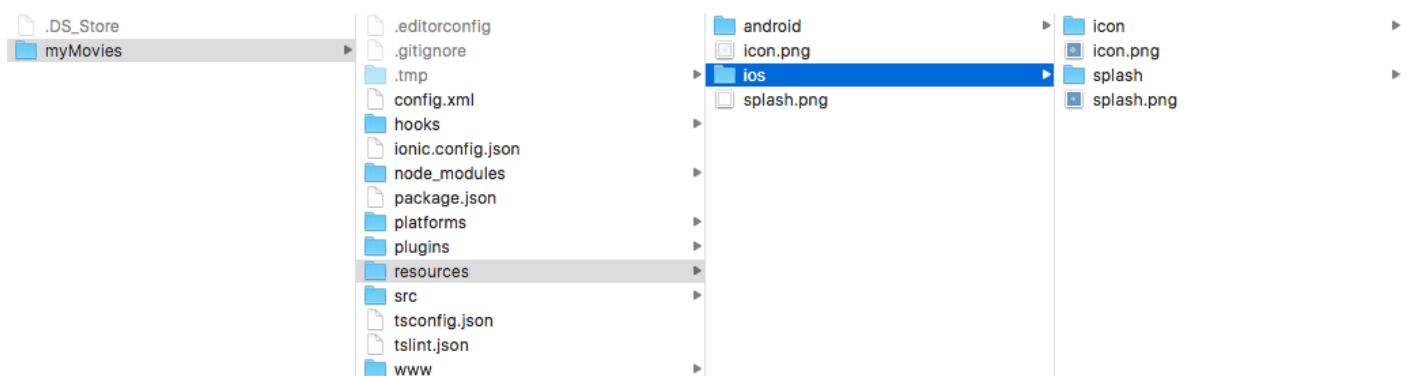 .DS_Store
myMovies
.editorconfig
.gitignore
.tmp
config.xml
hooks
ionic.config.json
node_modules
package.json
platforms
plugins
resources
src
tsconfig.json
tslint.json
www
android
icon.png
ios
splash.png
icon
icon.png
splash
splash.png